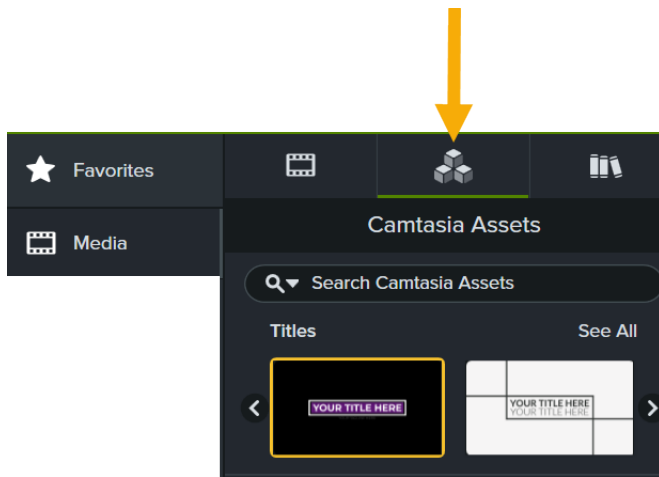 Favorites
Media
Camtasia Assets
Search Camtasia Assets
Titles
See All
YOUR TITLE HERE
YOUR TITLE HERE
YOUR TITLE HERE